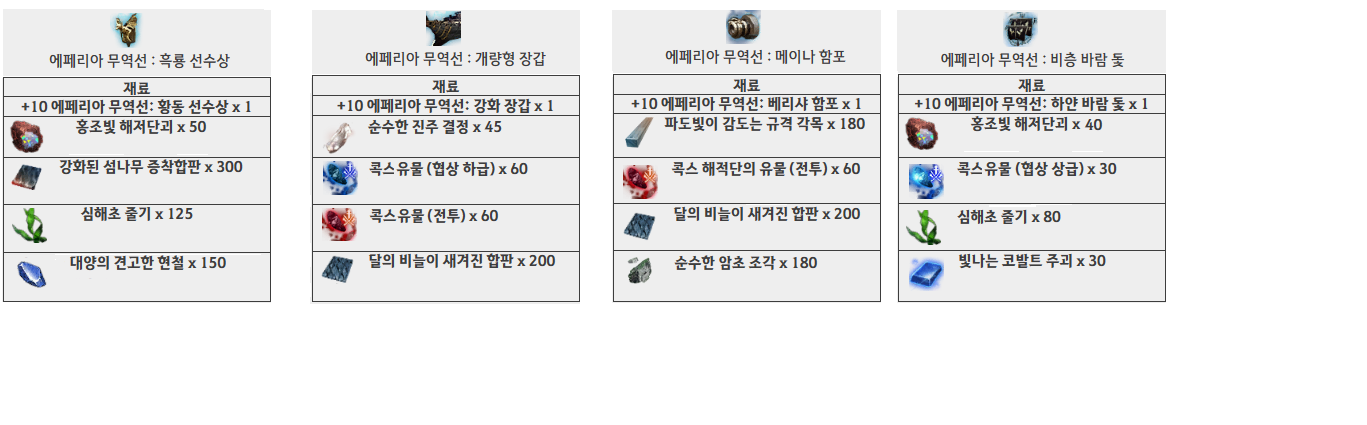 에페리아 무역선 : 흑룡 선수상
재료
+10 에페리아 무역선: 황동 선수상 x 1
홍조빛 해저단괴 x 50
강화된 섬나무 증착합판 x 300
심해초 줄기 x 125
대양의 견고한 현철 x 150
에페리아 무역선 : 개량형 장갑
재료
+10 에페리아 무역선: 강화 장갑 x 1
순수한 진주 결정 x 45
콕스유물 (협상 하급) x 60
콕스유물 (전투) x 60
달의 비늘이 새겨진 합판 x 200
에페리아 무역선 : 메이나 함포
재료
+10 에페리아 무역선: 베리샤 함포 x 1
파도빛이 감도는 규격 각목 x 180
콕스 해적단의 유물 (전투) x 60
달의 비늘이 새겨진 합판 x 200
순수한 암초 조각 x 180
에페리아 무역선 : 비층 바람 돛
재료
+10 에페리아 무역선: 하얀 바람 돛 x 1
홍조빛 해저단괴 x 40
콕스유물 (협상 상급) x 30
심해초 줄기 x 80
빛나는 코발트 주괴 x 30